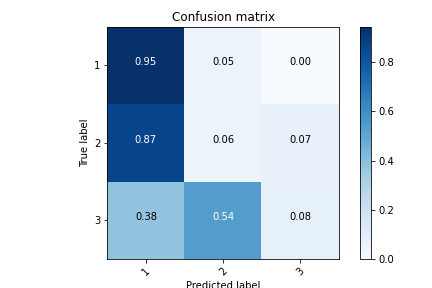 Confusion matrix
1 0.95 0.05 0.00
2 0.87 0.06 0.07
3 0.38 0.54 0.08
1 2 3
True label
Predicted label
0.8
0.6
0.4
0.2
0.0